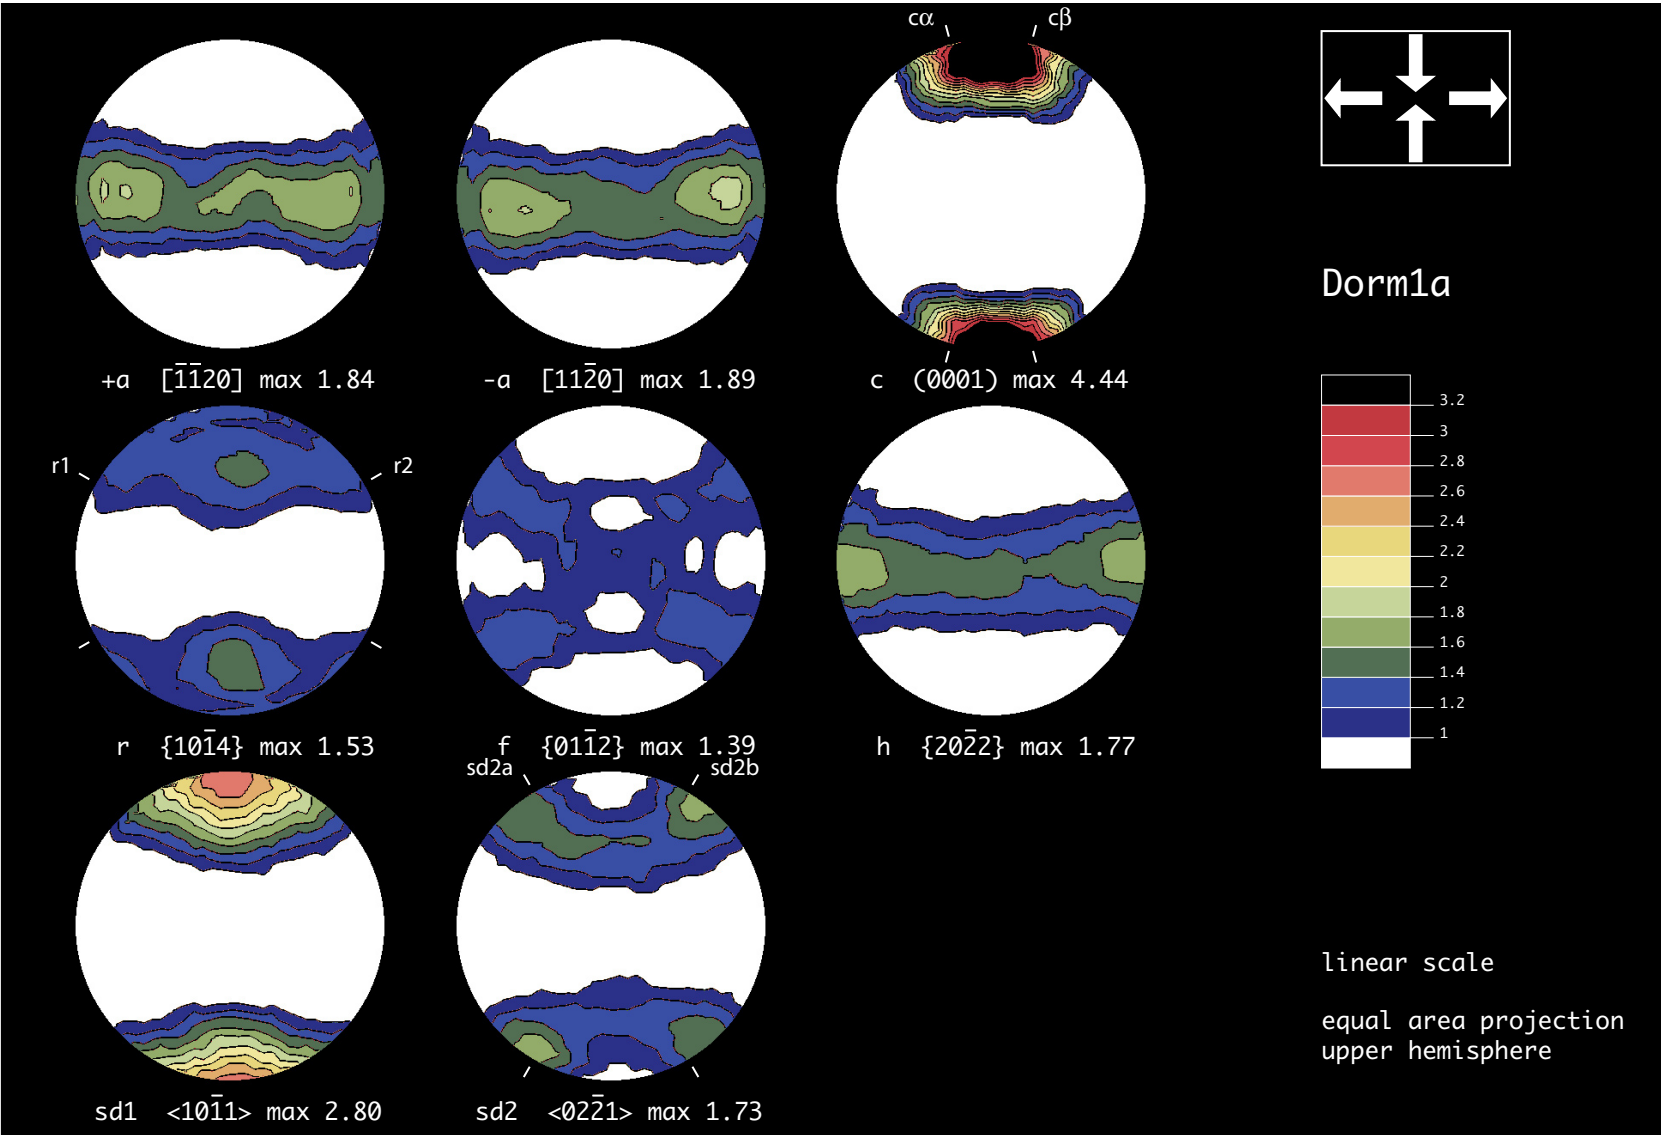 cα cβ
Dorm1a
+a [1̅1̅20] max 1.84
-a [112̅0] max 1.89
c (0001) max 4.44
3.2
3
2.8
2.6
2.4
2.2
2
1.8
1.6
1.4
1.2
1
r1 r2
r {101̅4} max 1.53
f {011̅2} max 1.39
h {202̅2} max 1.77
sd2a sd2b
sd1 <101̅1> max 2.80
sd2 <022̅1> max 1.73
linear scale
equal area projection
upper hemisphere